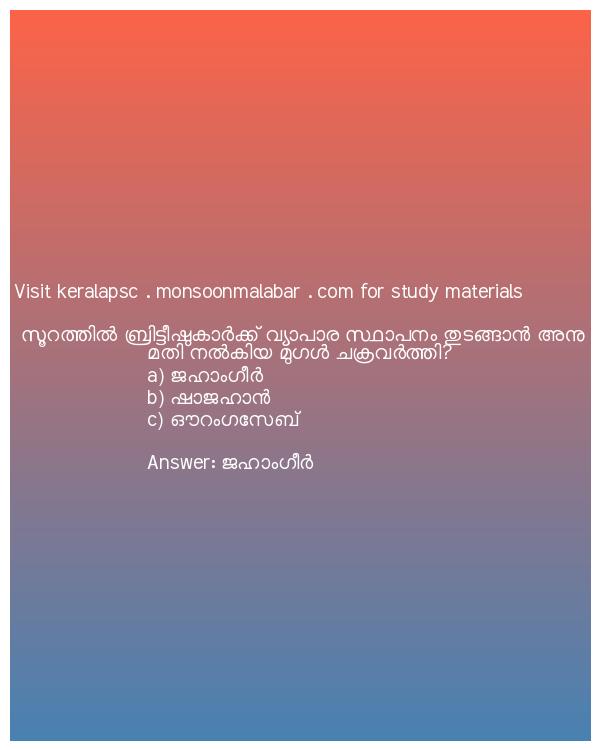 Visit keralapsc . monsoonmalabar . com for study materials
സൂറത്തിൽ ബ്രിട്ടീഷുകാർക്ക് വ്യാപാര സ്ഥാപനം തുടങ്ങാൻ അനു
മതി നൽകിയ മുഗൾ ചക്രവർത്തി?
a) ജഹാംഗീർ
b) ഷാജഹാൻ
c) ഔറംഗസേബ്
Answer: ജഹാംഗീർ